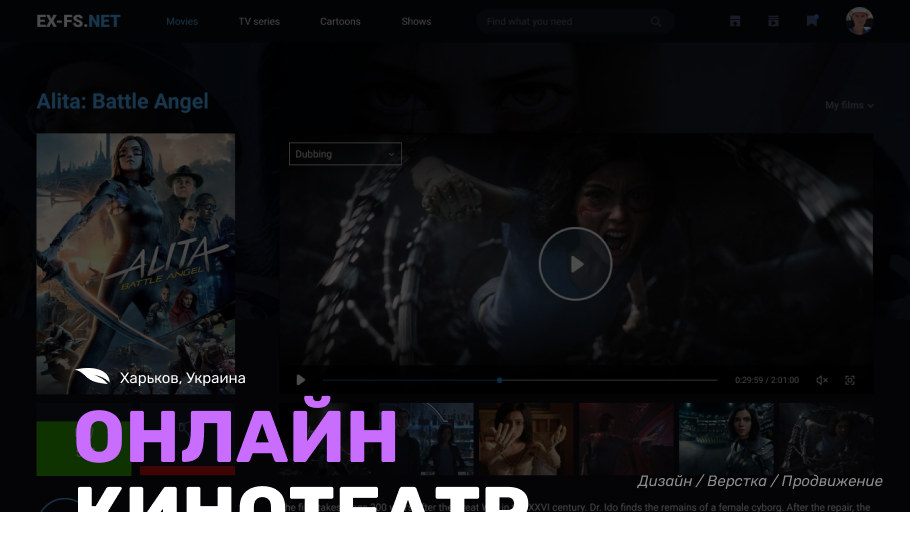 EX-FS.NET Movies TV series Cartoons Shows Find what you need
Alita: Battle Angel
My films
Dubbing
ALITA
BATTLE ANGEL
0:29:59 / 2:01:00
Харьков, Украина
ОНЛАЙН
Дизайн / Верстка / Продвижение
КИНОТЕАТР
XXVI century. Dr. Ido finds the remains of a female cyborg. After the repair, the